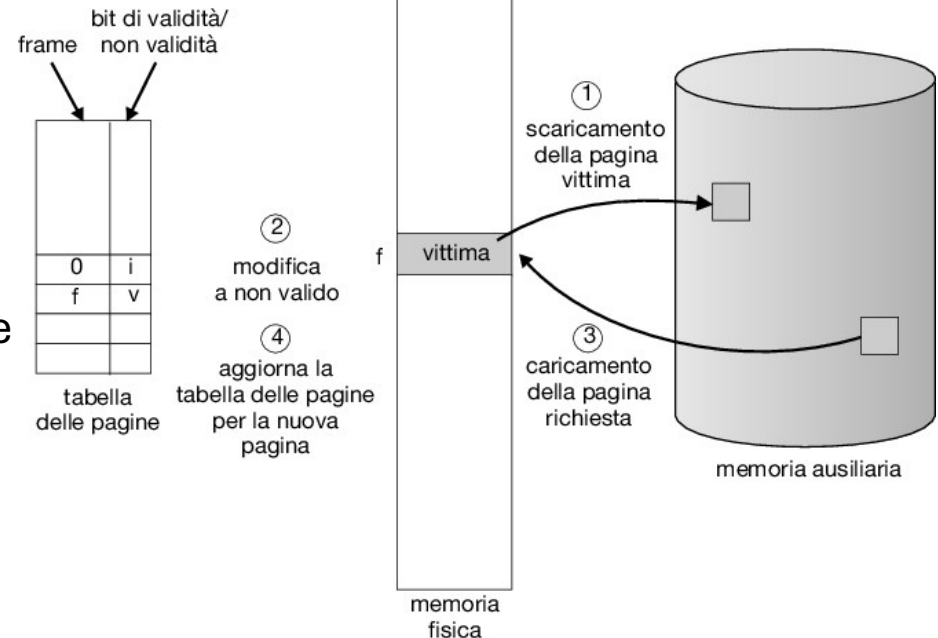 bit di validità/
frame non validità
0 i
f v
e
tabella
delle pagine
2
modifica
a non valido
4
aggiorna la
tabella delle pagine
per la nuova
pagina
f
vittima
memoria
fisica
1
scaricamento
della pagina
vittima
3
caricamento
della pagina
richiesta
memoria ausiliaria